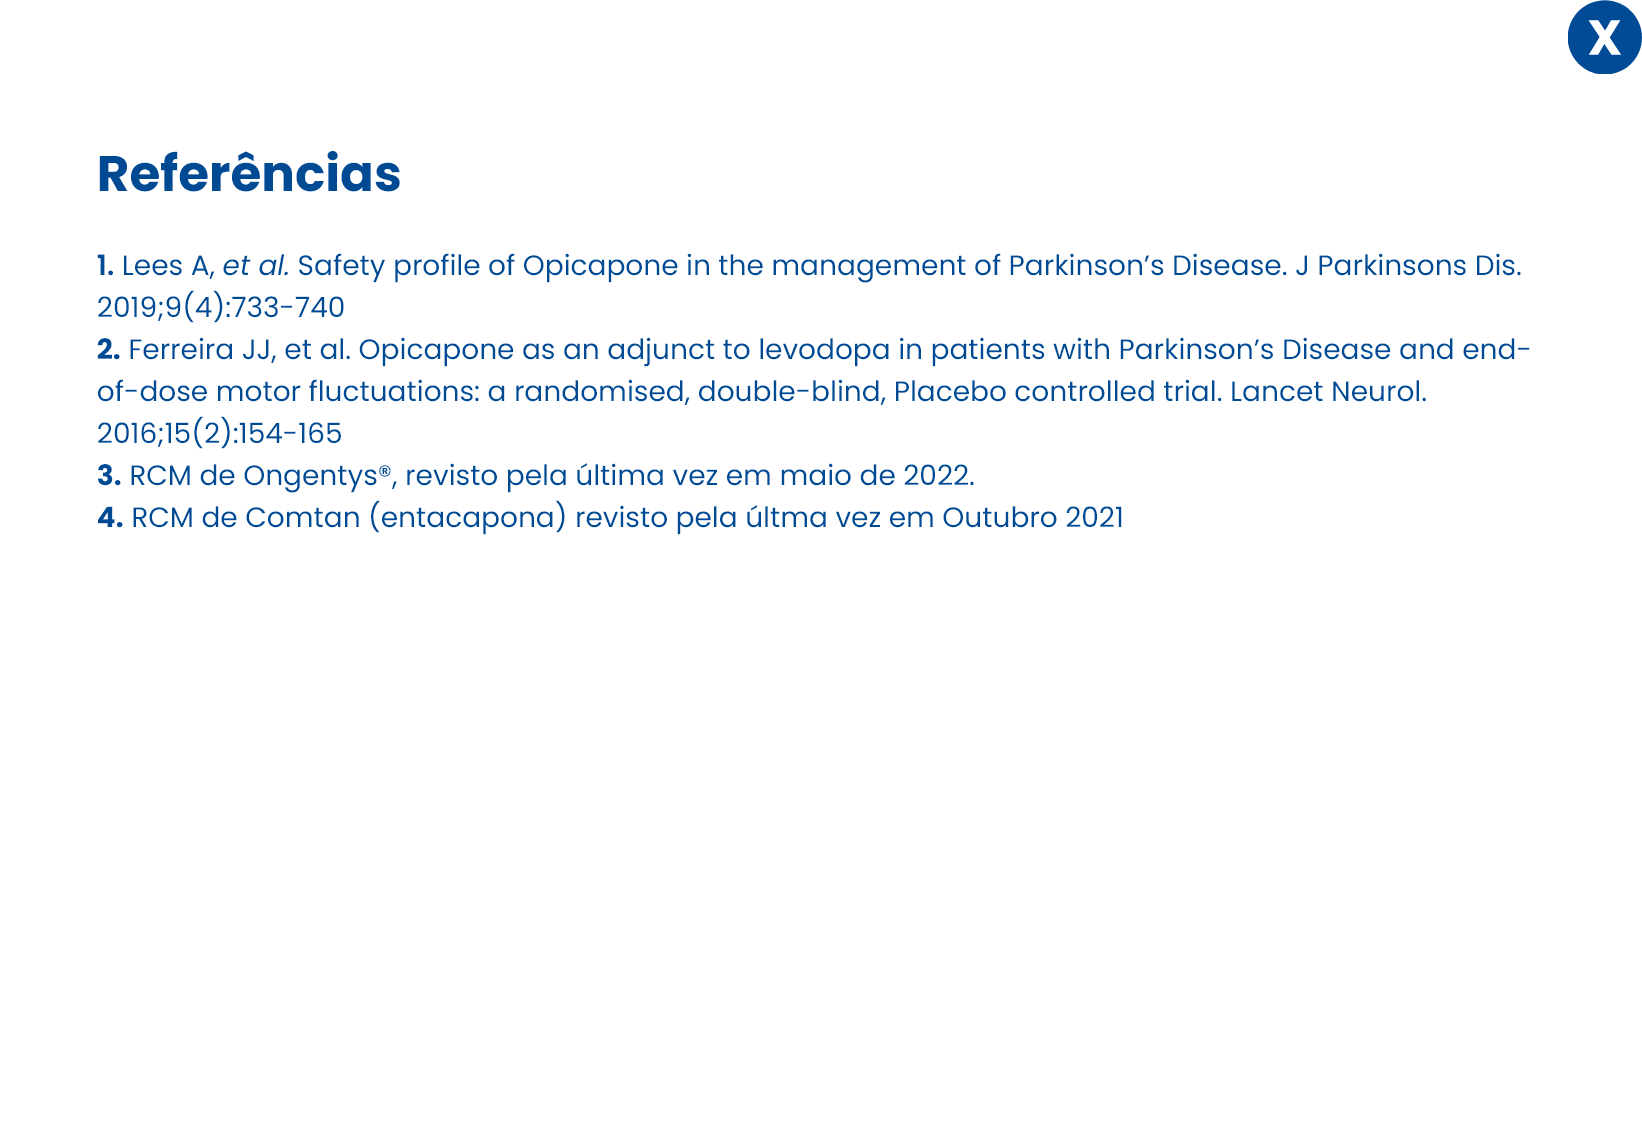 X
Referências
1. Lees A, et al. Safety profile of Opicapone in the management of Parkinson’s Disease. J Parkinsons Dis.
2019;9(4):733-740
2. Ferreira JJ, et al. Opicapone as an adjunct to levodopa in patients with Parkinson’s Disease and end-
of-dose motor fluctuations: a randomised, double-blind, Placebo controlled trial. Lancet Neurol.
2016;15(2):154-165
3. RCM de Ongentys®, revisto pela última vez em maio de 2022.
4. RCM de Comtan (entacapona) revisto pela últma vez em Outubro 2021